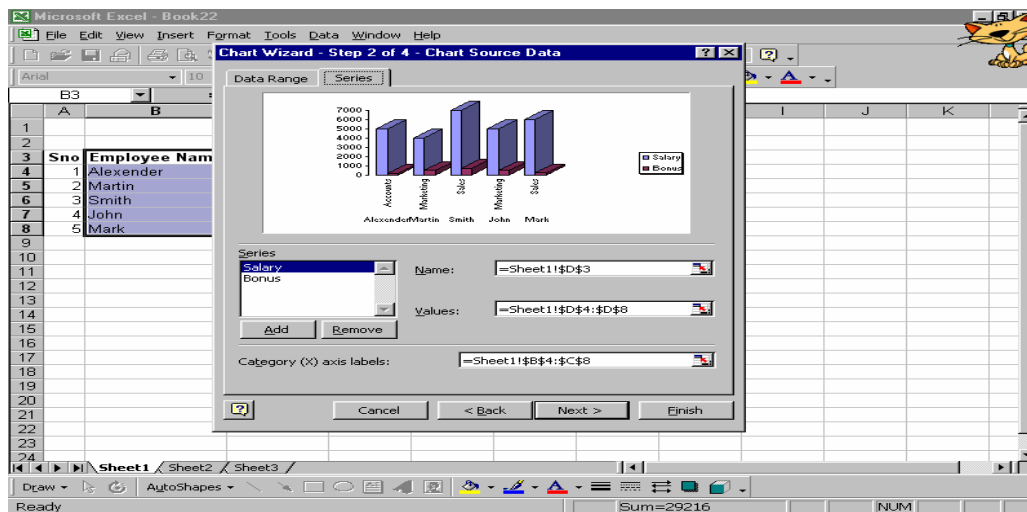 Microsoft Excel - Book22
File Edit View Insert Format Tools Data Window Help
Arial 10
B3 =
A B I J K
Chart Wizard - Step 2 of 4 - Chart Source Data
Data Range Series
7000
6000
5000
4000
3000
2000
1000
0
Accounts Marketing Sales Marketing Sales
Alexender Martin Smith John Mark
Salary
Bonus
1
2
3 Sno Employee Nam
4 1 Alexender
5 2 Martin
6 3 Smith
7 4 John
8 5 Mark
9
10
11
12
13
14
15
16
17
18
19
20
21
22
23
24
Series
Salary
Bonus
Name: =Sheet1!$D$3
Values: =Sheet1!$D$4:$D$8
Add Remove
Category (X) axis labels: =Sheet1!$B$4:$C$8
Cancel < Back Next > Finish
Sheet1 Sheet2 Sheet3
Draw AutoShapes
Ready Sum=29216 NUM